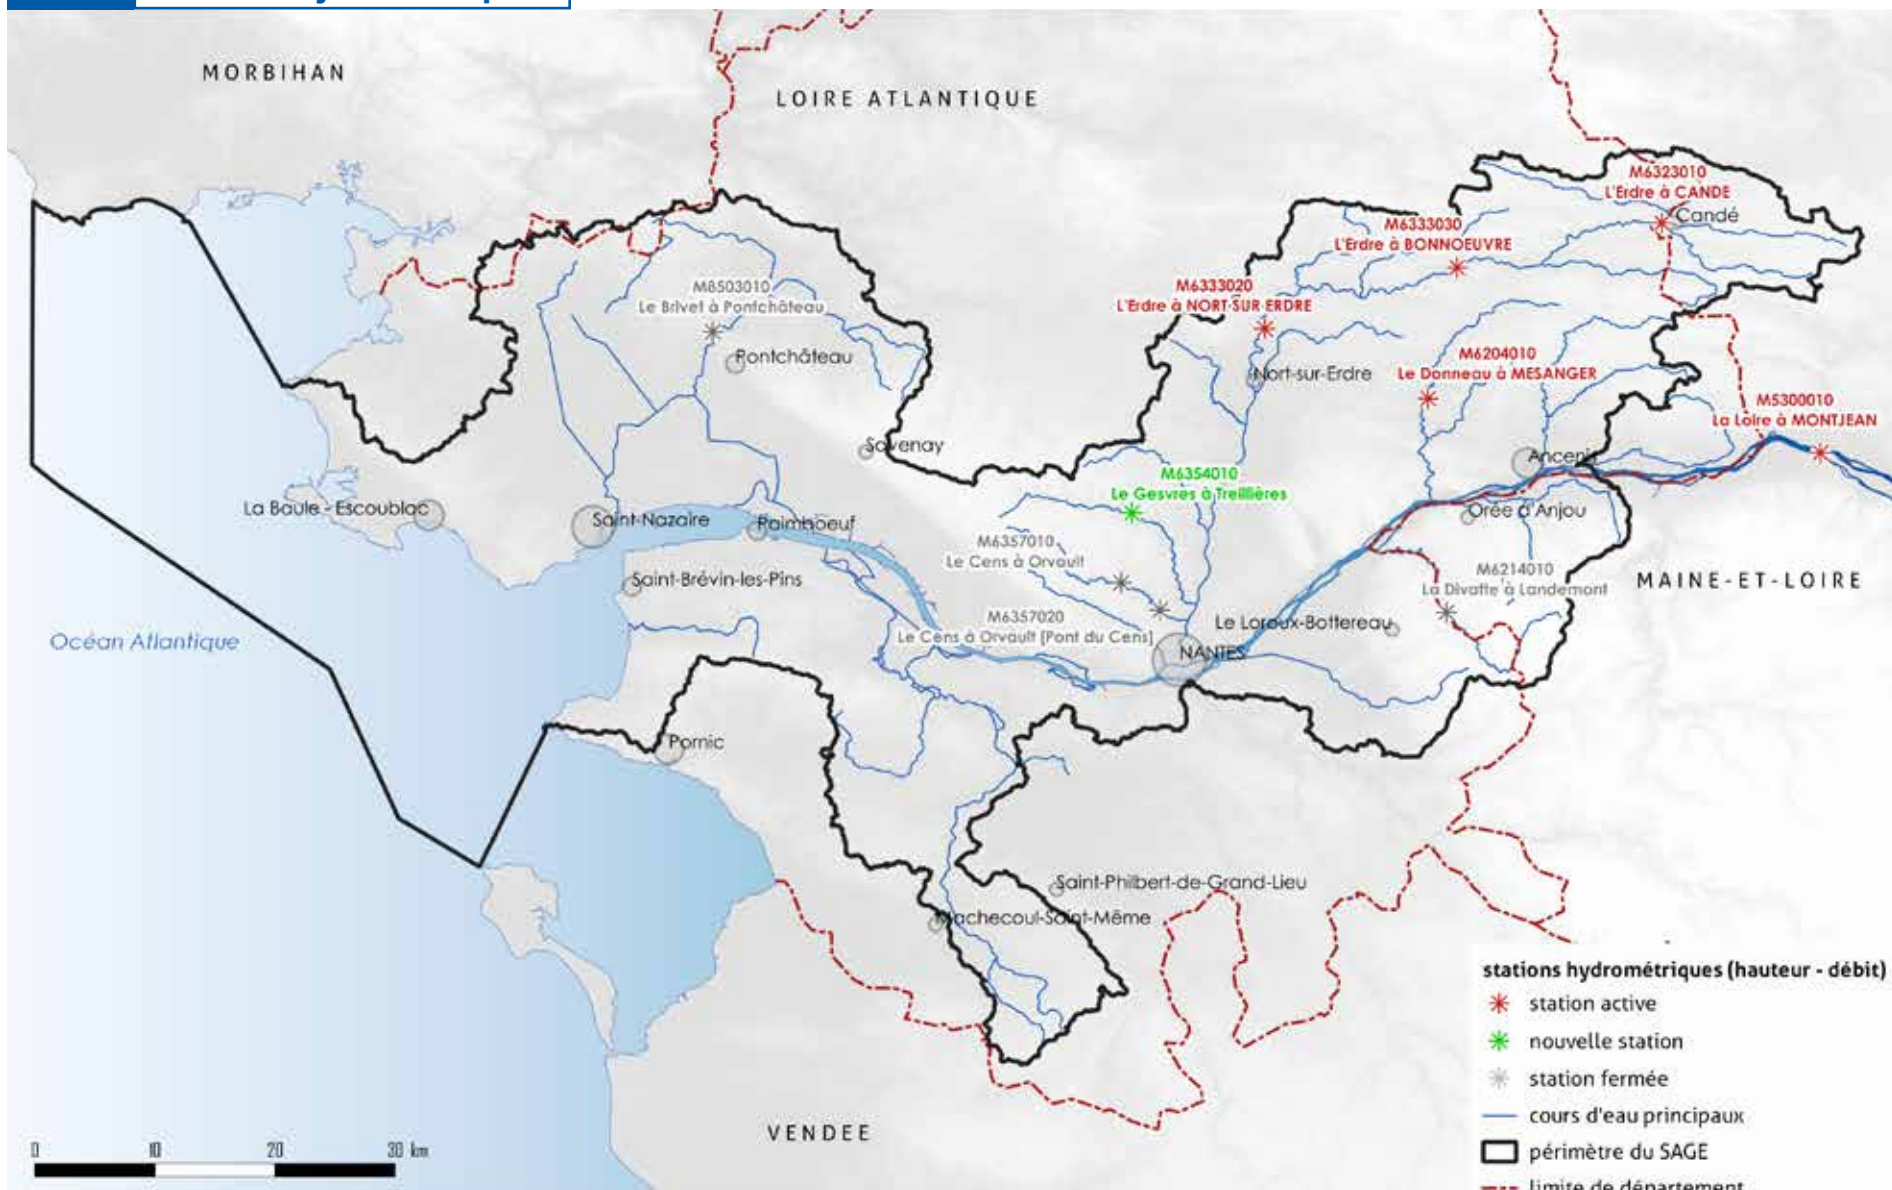 MORBIHAN
LOIRE ATLANTIQUE
M6323010
L'Erdre à CANDE
Candé
M6333030
L'Erdre à BONNOEUVRE
M6333020
L'Erdre à NORT SUR ERDRE
M8503010
Le Brivet à Pontchâteau
Pontchâteau
Nort-sur-Erdre
M6204010
Le Donneau à MESANGER
M5300010
La Loire à MONTJEAN
Savenay
Ancenis
M6354010
Le Gesvres à Treillières
La Baule - Escoublac
Saint-Nazaire
Paimboeuf
Orée d'Anjou
M6357010
Le Cens à Orvault
Saint-Brévin-les-Pins
M6214010
La Divatte à Landemont
MAINE-ET-LOIRE
M6357020
Le Cens à Orvault [Pont du Cens]
Le Loroux-Bottereau
Océan Atlantique
NANTES
Pornic
Saint-Philbert-de-Grand-Lieu
Machecoul-Saint-Même
VENDEE
stations hydrométriques (hauteur - débit)
station active
nouvelle station
station fermée
cours d'eau principaux
périmètre du SAGE
limite de département
0 10 20 30 km